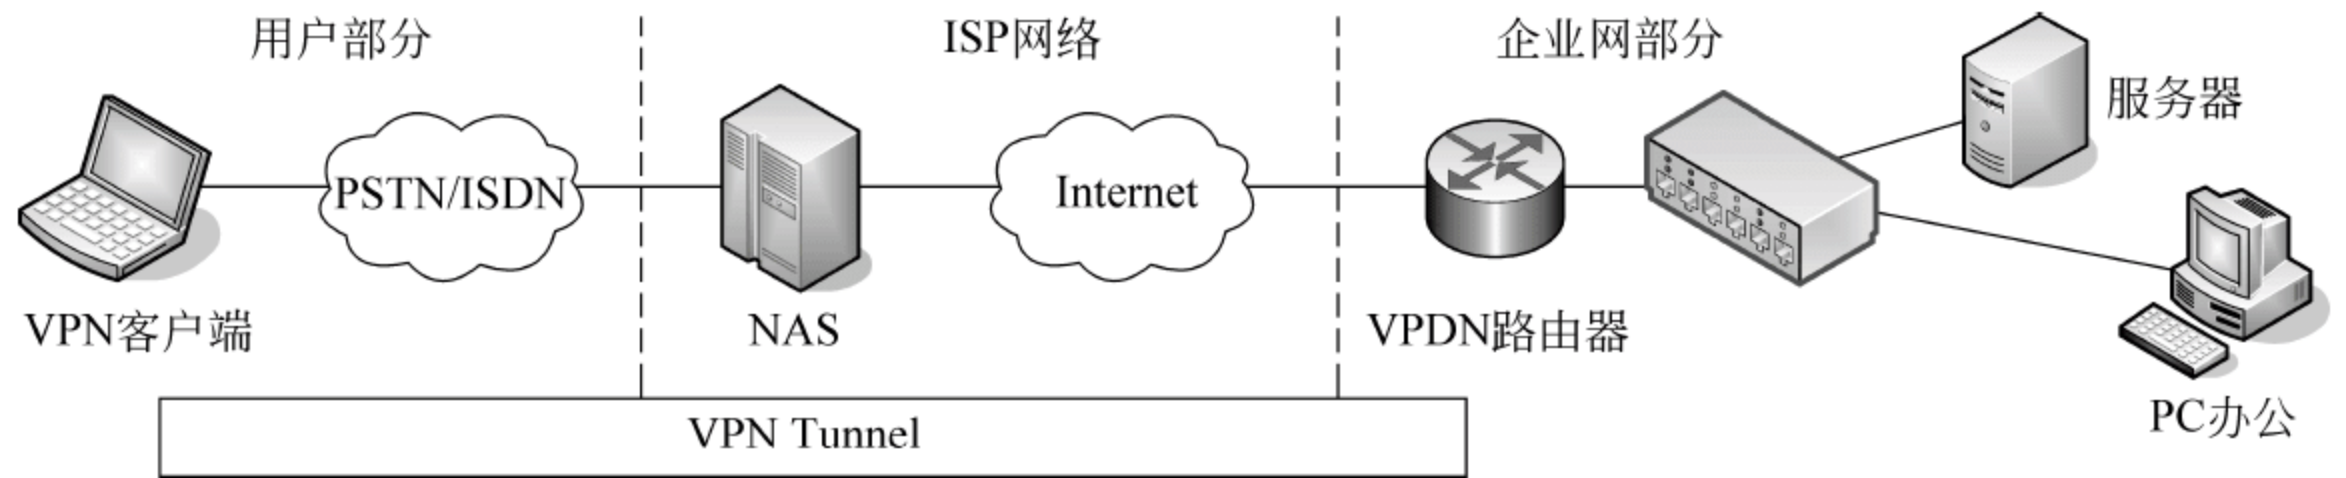 用户部分
ISP网络
企业网部分
服务器
PSTN/ISDN
Internet
VPN客户端
NAS
VPDN路由器
PC办公
VPN Tunnel